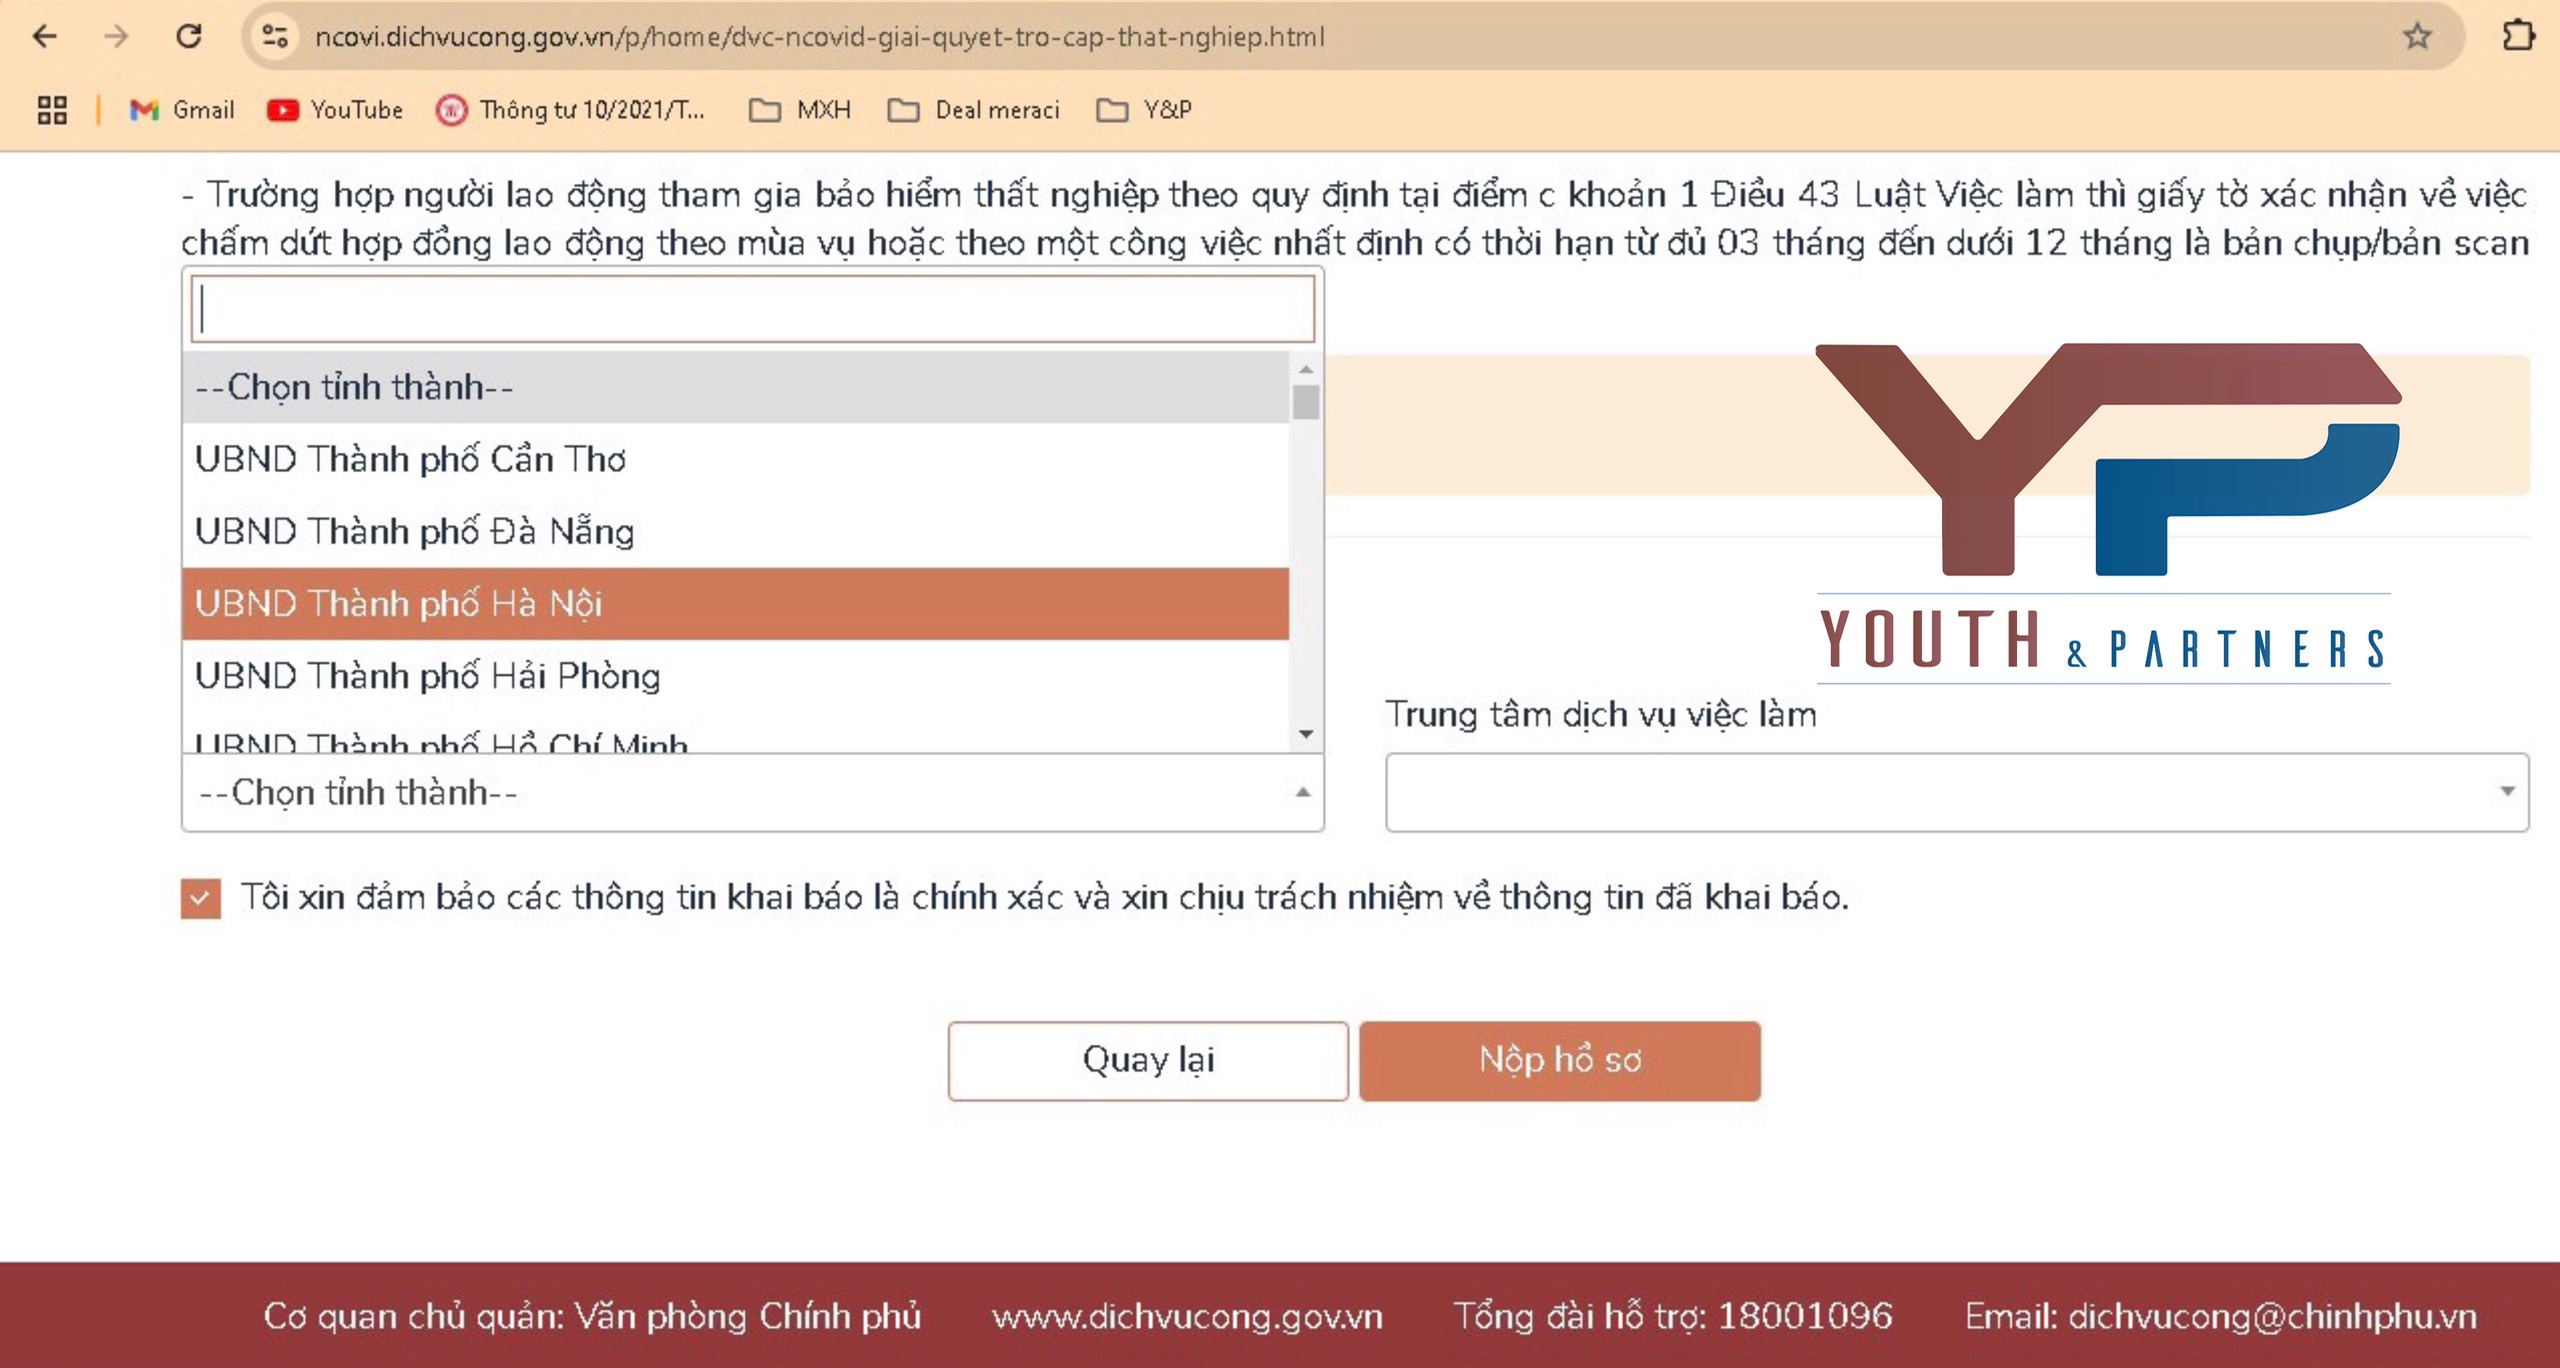 ncovi.dichvucong.gov.vn/p/home/dvc-ncovid-giai-quyet-tro-cap-that-nghiep.html
Gmail YouTube Thông tư 10/2021/T... MXH Deal meraci Y&P
- Trường hợp người lao động tham gia bảo hiểm thất nghiệp theo quy định tại điểm c khoản 1 Điều 43 Luật Việc làm thì giấy tờ xác nhận về việc
chấm dứt hợp đồng lao động theo mùa vụ hoặc theo một công việc nhất định có thời hạn từ đủ 03 tháng đến dưới 12 tháng là bản chụp/bản scan
--Chọn tỉnh thành--
UBND Thành phố Cần Thơ
UBND Thành phố Đà Nẵng
UBND Thành phố Hà Nội
UBND Thành phố Hải Phòng
UBND Thành phố Hồ Chí Minh
--Chọn tỉnh thành--
YP
YOUTH & PARTNERS
Trung tâm dịch vụ việc làm
Tôi xin đảm bảo các thông tin khai báo là chính xác và xin chịu trách nhiệm về thông tin đã khai báo.
Quay lại Nộp hồ sơ
Cơ quan chủ quản: Văn phòng Chính phủ www.dichvucong.gov.vn Tổng đài hỗ trợ: 18001096 Email: dichvucong@chinhphu.vn